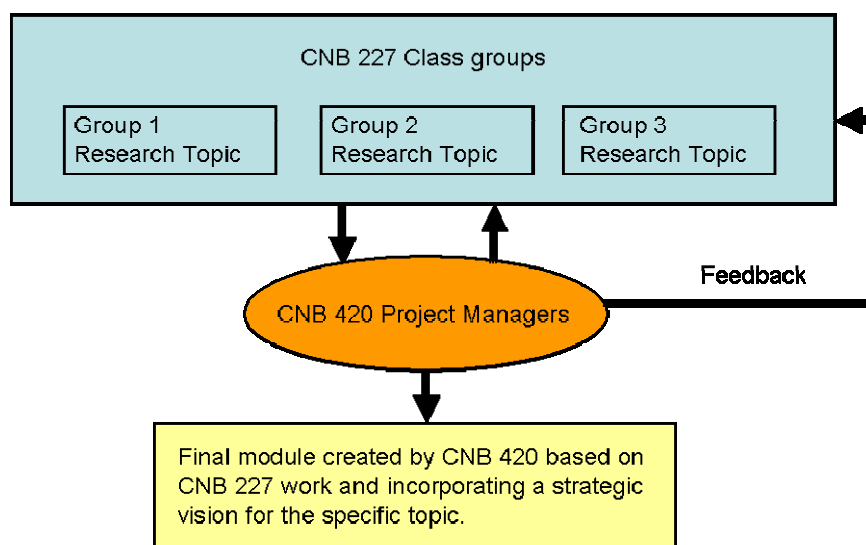 CNB 227 Class groups
Group 1
Research Topic
Group 2
Research Topic
Group 3
Research Topic
Feedback
CNB 420 Project Managers
Final module created by CNB 420 based on
CNB 227 work and incorporating a strategic
vision for the specific topic.